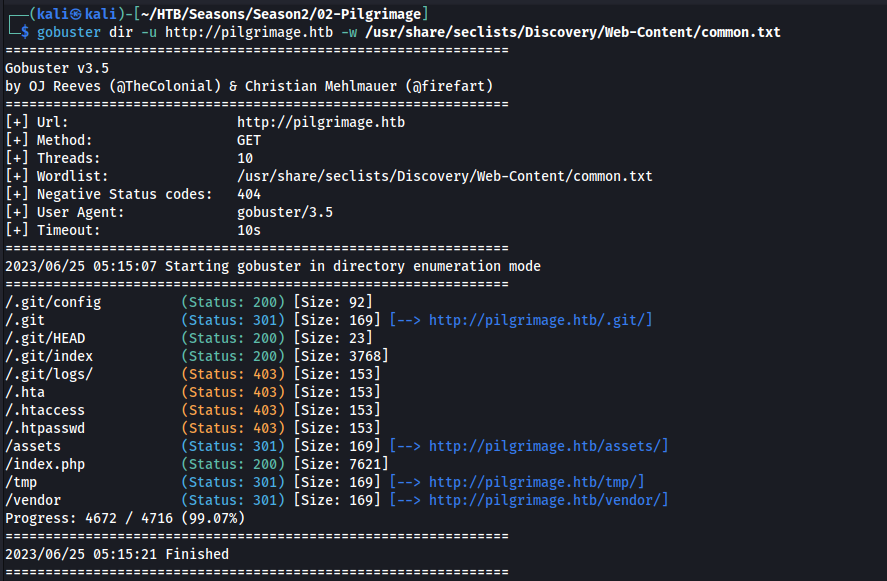 ┌──(kali㉿kali)-[~/HTB/Seasons/Season2/02-Pilgrimage]
└─$ gobuster dir -u http://pilgrimage.htb -w /usr/share/seclists/Discovery/Web-Content/common.txt
===============================================================
Gobuster v3.5
by OJ Reeves (@TheColonial) & Christian Mehlmauer (@firefart)
===============================================================
[+] Url:                     http://pilgrimage.htb
[+] Method:                  GET
[+] Threads:                 10
[+] Wordlist:                /usr/share/seclists/Discovery/Web-Content/common.txt
[+] Negative Status codes:   404
[+] User Agent:              gobuster/3.5
[+] Timeout:                 10s
===============================================================
2023/06/25 05:15:07 Starting gobuster in directory enumeration mode
===============================================================
/.git/config          (Status: 200) [Size: 92]
/.git                 (Status: 301) [Size: 169] [--> http://pilgrimage.htb/.git/]
/.git/HEAD            (Status: 200) [Size: 23]
/.git/index           (Status: 200) [Size: 3768]
/.git/logs/           (Status: 403) [Size: 153]
/.hta                 (Status: 403) [Size: 153]
/.htaccess            (Status: 403) [Size: 153]
/.htpasswd            (Status: 403) [Size: 153]
/assets               (Status: 301) [Size: 169] [--> http://pilgrimage.htb/assets/]
/index.php            (Status: 200) [Size: 7621]
/tmp                  (Status: 301) [Size: 169] [--> http://pilgrimage.htb/tmp/]
/vendor               (Status: 301) [Size: 169] [--> http://pilgrimage.htb/vendor/]
Progress: 4672 / 4716 (99.07%)
===============================================================
2023/06/25 05:15:21 Finished
===============================================================